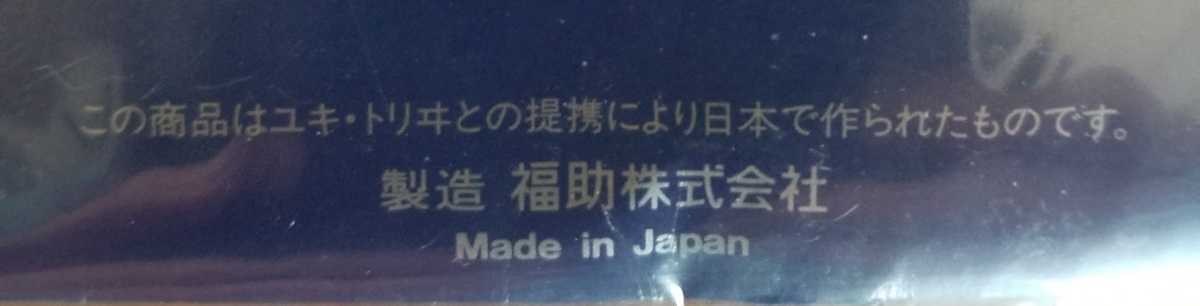 この商品はユキ・トリヰとの提携により日本で作られたものです。
製造 福助株式会社
Made in Japan